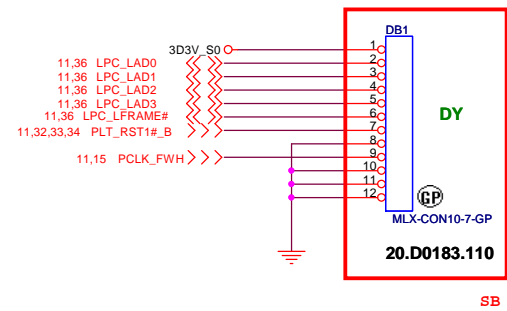 DB1
3D3V_S0 1
11,36 LPC_LAD0 2
11,36 LPC_LAD1 3
11,36 LPC_LAD2 4
11,36 LPC_LAD3 5
11,36 LPC_LFRAME# 6
11,32,33,34 PLT_RST1#_B 7
8
11,15 PCLK_FWH 9
10
11
12
DY
GP
MLX-CON10-7-GP
20.D0183.110
SB